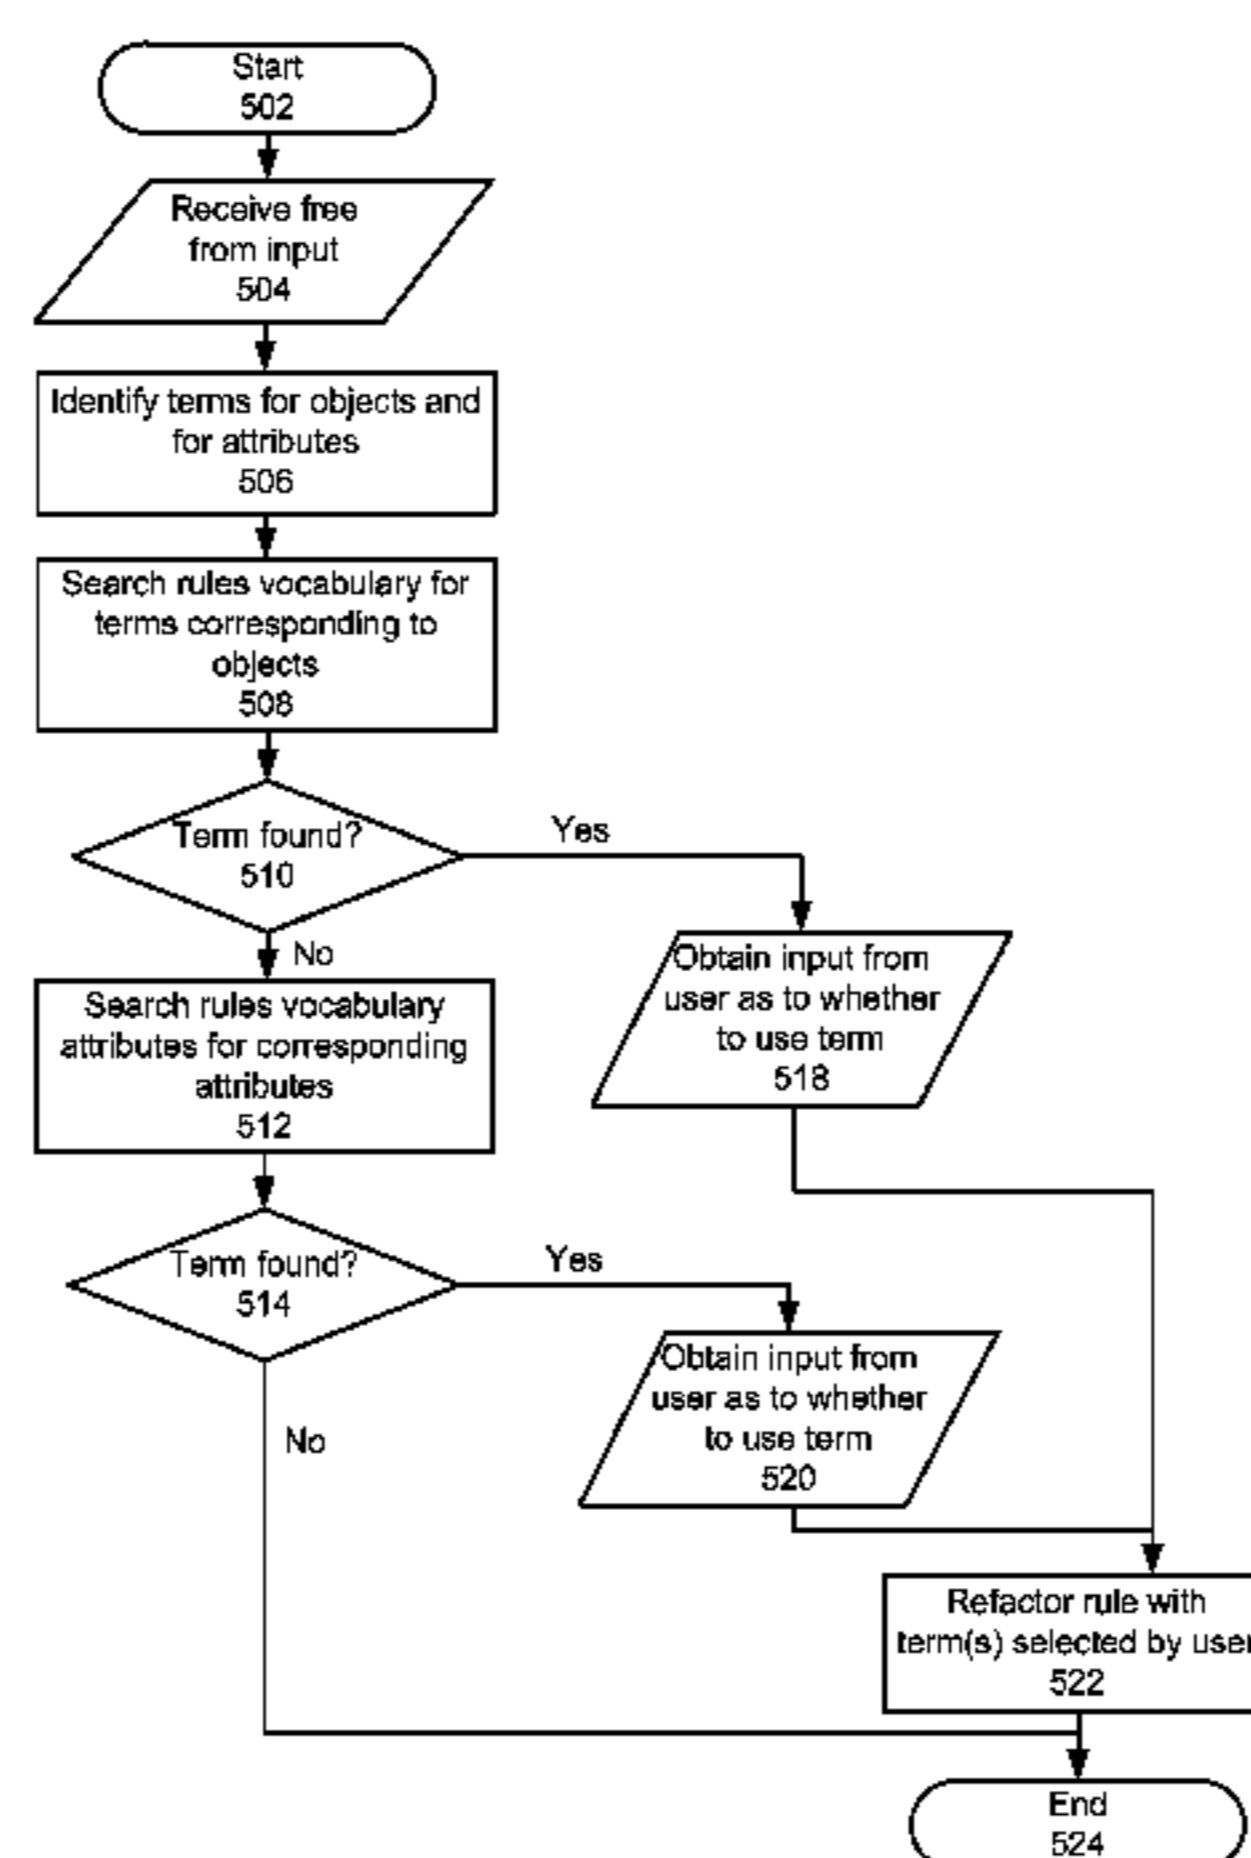 Start
502
Receive free
from input
504
Identify terms for objects and
for attributes
506
Search rules vocabulary for
terms corresponding to
objects
508
Term found?
510
Yes
No
Obtain input from
user as to whether
to use term
518
Search rules vocabulary
attributes for corresponding
attributes
512
Term found?
514
Yes
No
Obtain input from
user as to whether
to use term
520
Refactor rule with
term(s) selected by user
522
End
524